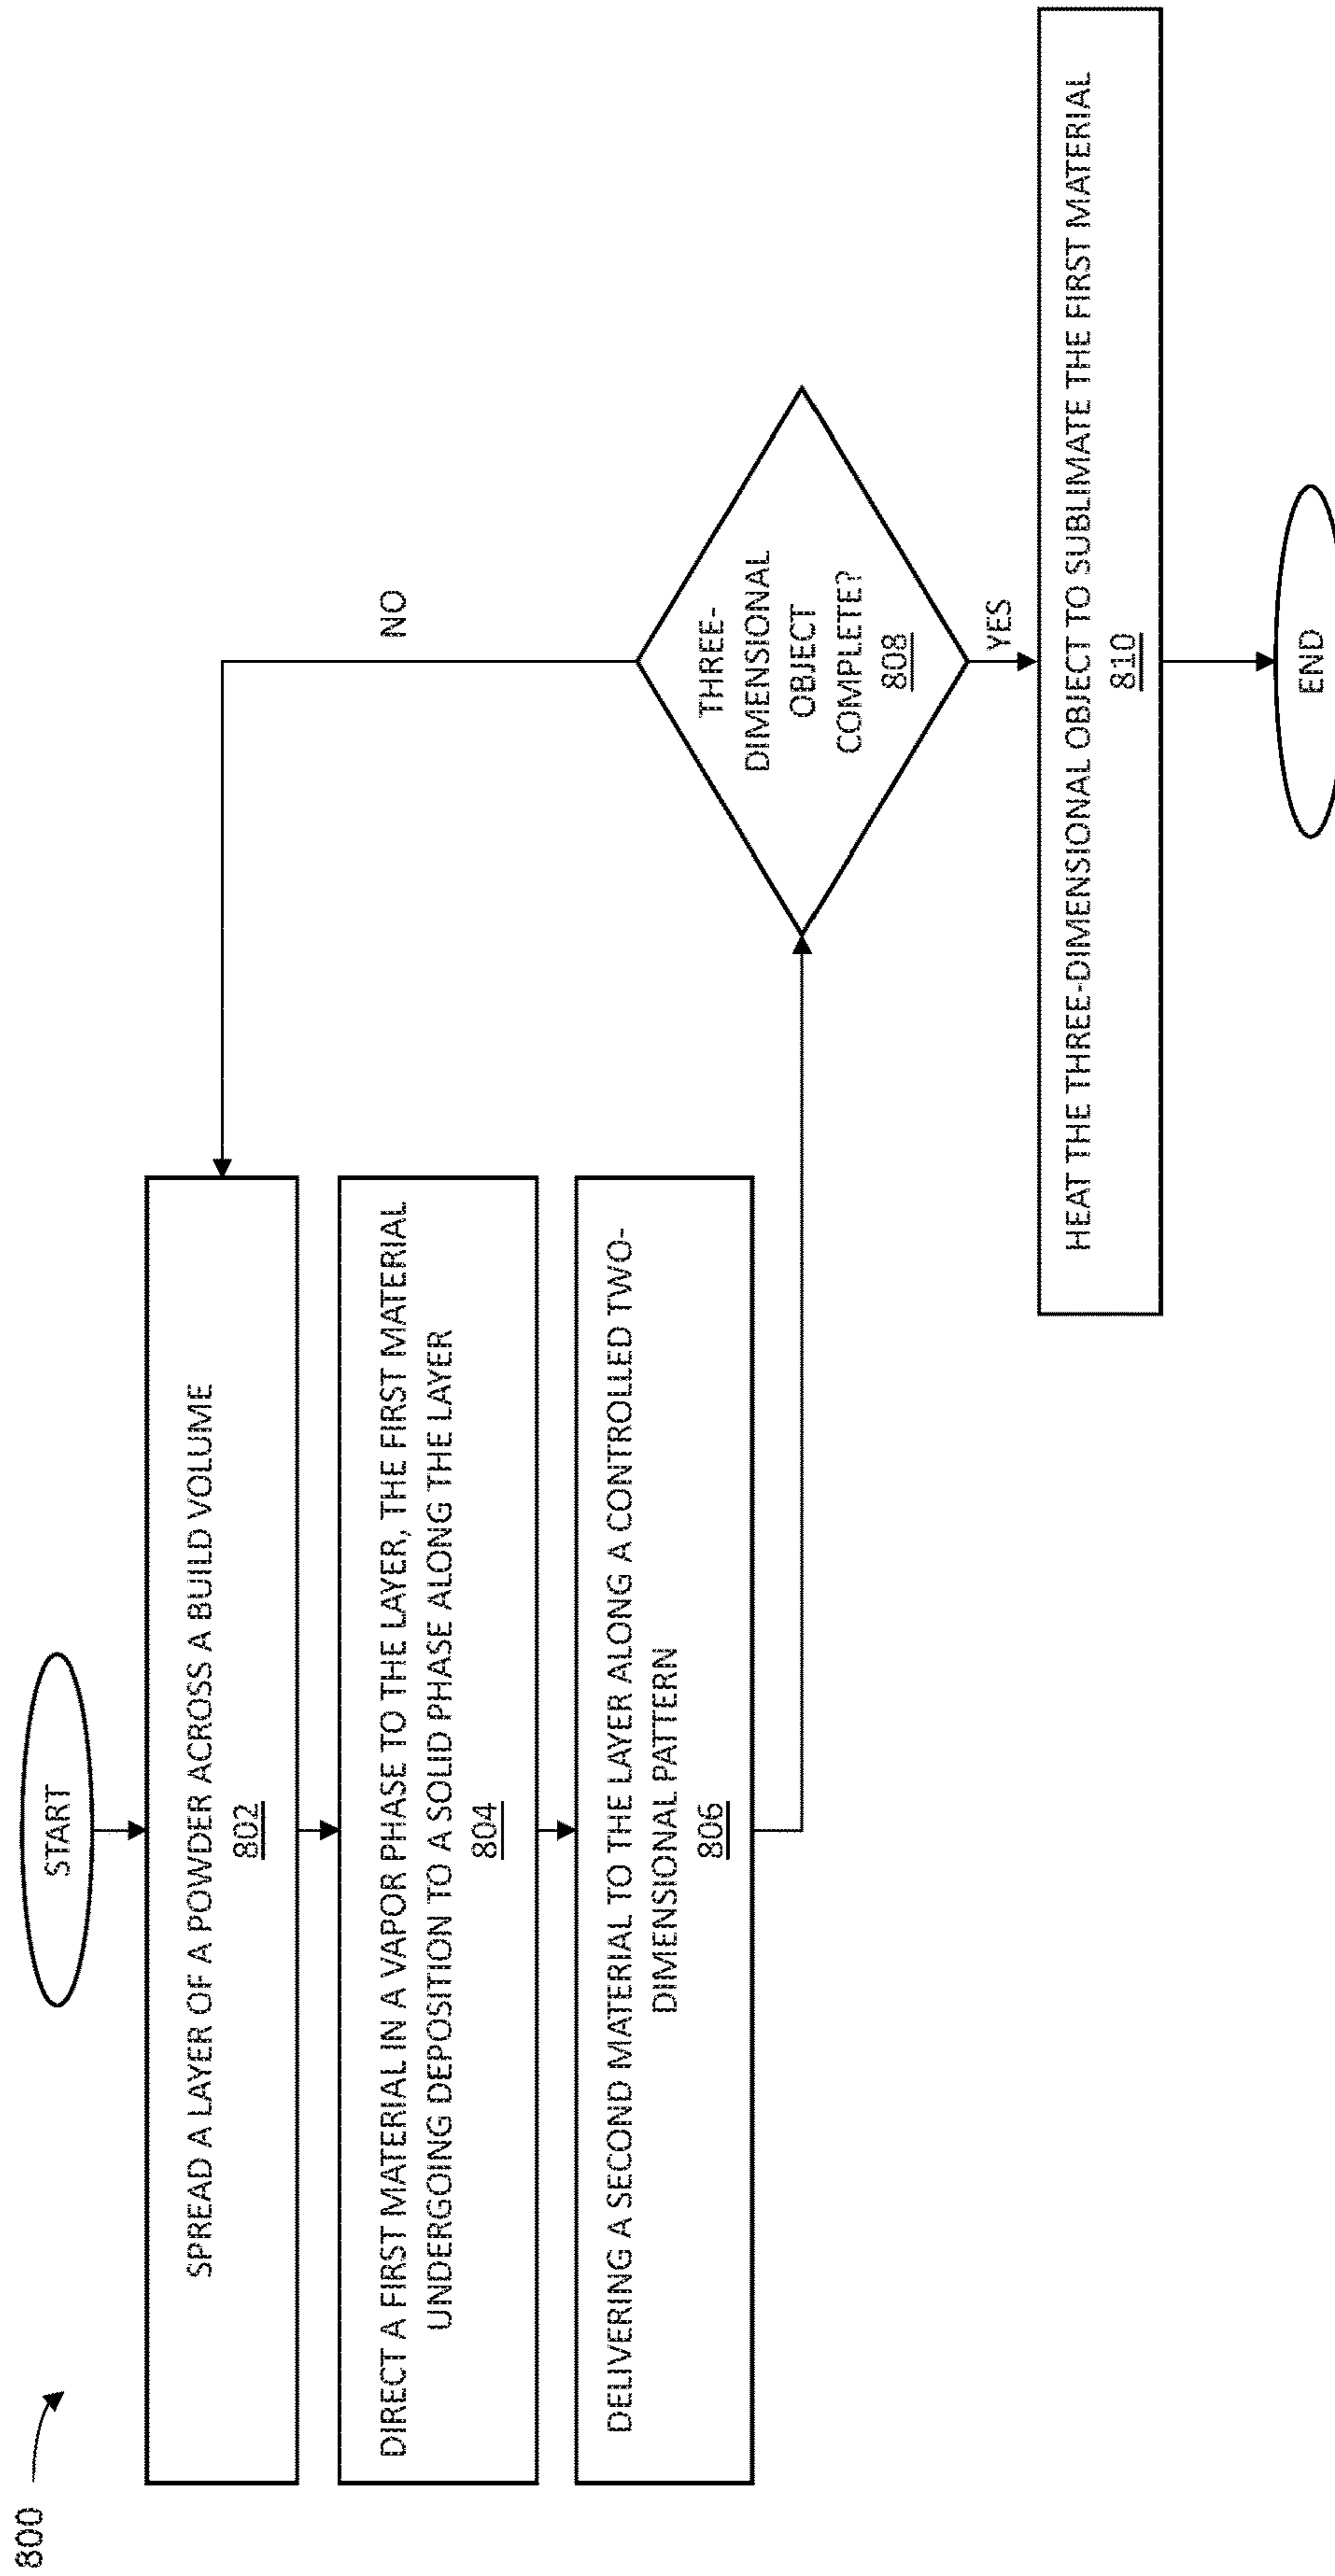 800
START
SPREAD A LAYER OF A POWDER ACROSS A BUILD VOLUME
802
DIRECT A FIRST MATERIAL IN A VAPOR PHASE TO THE LAYER, THE FIRST MATERIAL
UNDERGOING DEPOSITION TO A SOLID PHASE ALONG THE LAYER
804
DELIVERING A SECOND MATERIAL TO THE LAYER ALONG A CONTROLLED TWO-
DIMENSIONAL PATTERN
806
NO
THREE-
DIMENSIONAL
OBJECT
COMPLETE?
808
YES
HEAT THE THREE-DIMENSIONAL OBJECT TO SUBLIMATE THE FIRST MATERIAL
810
END